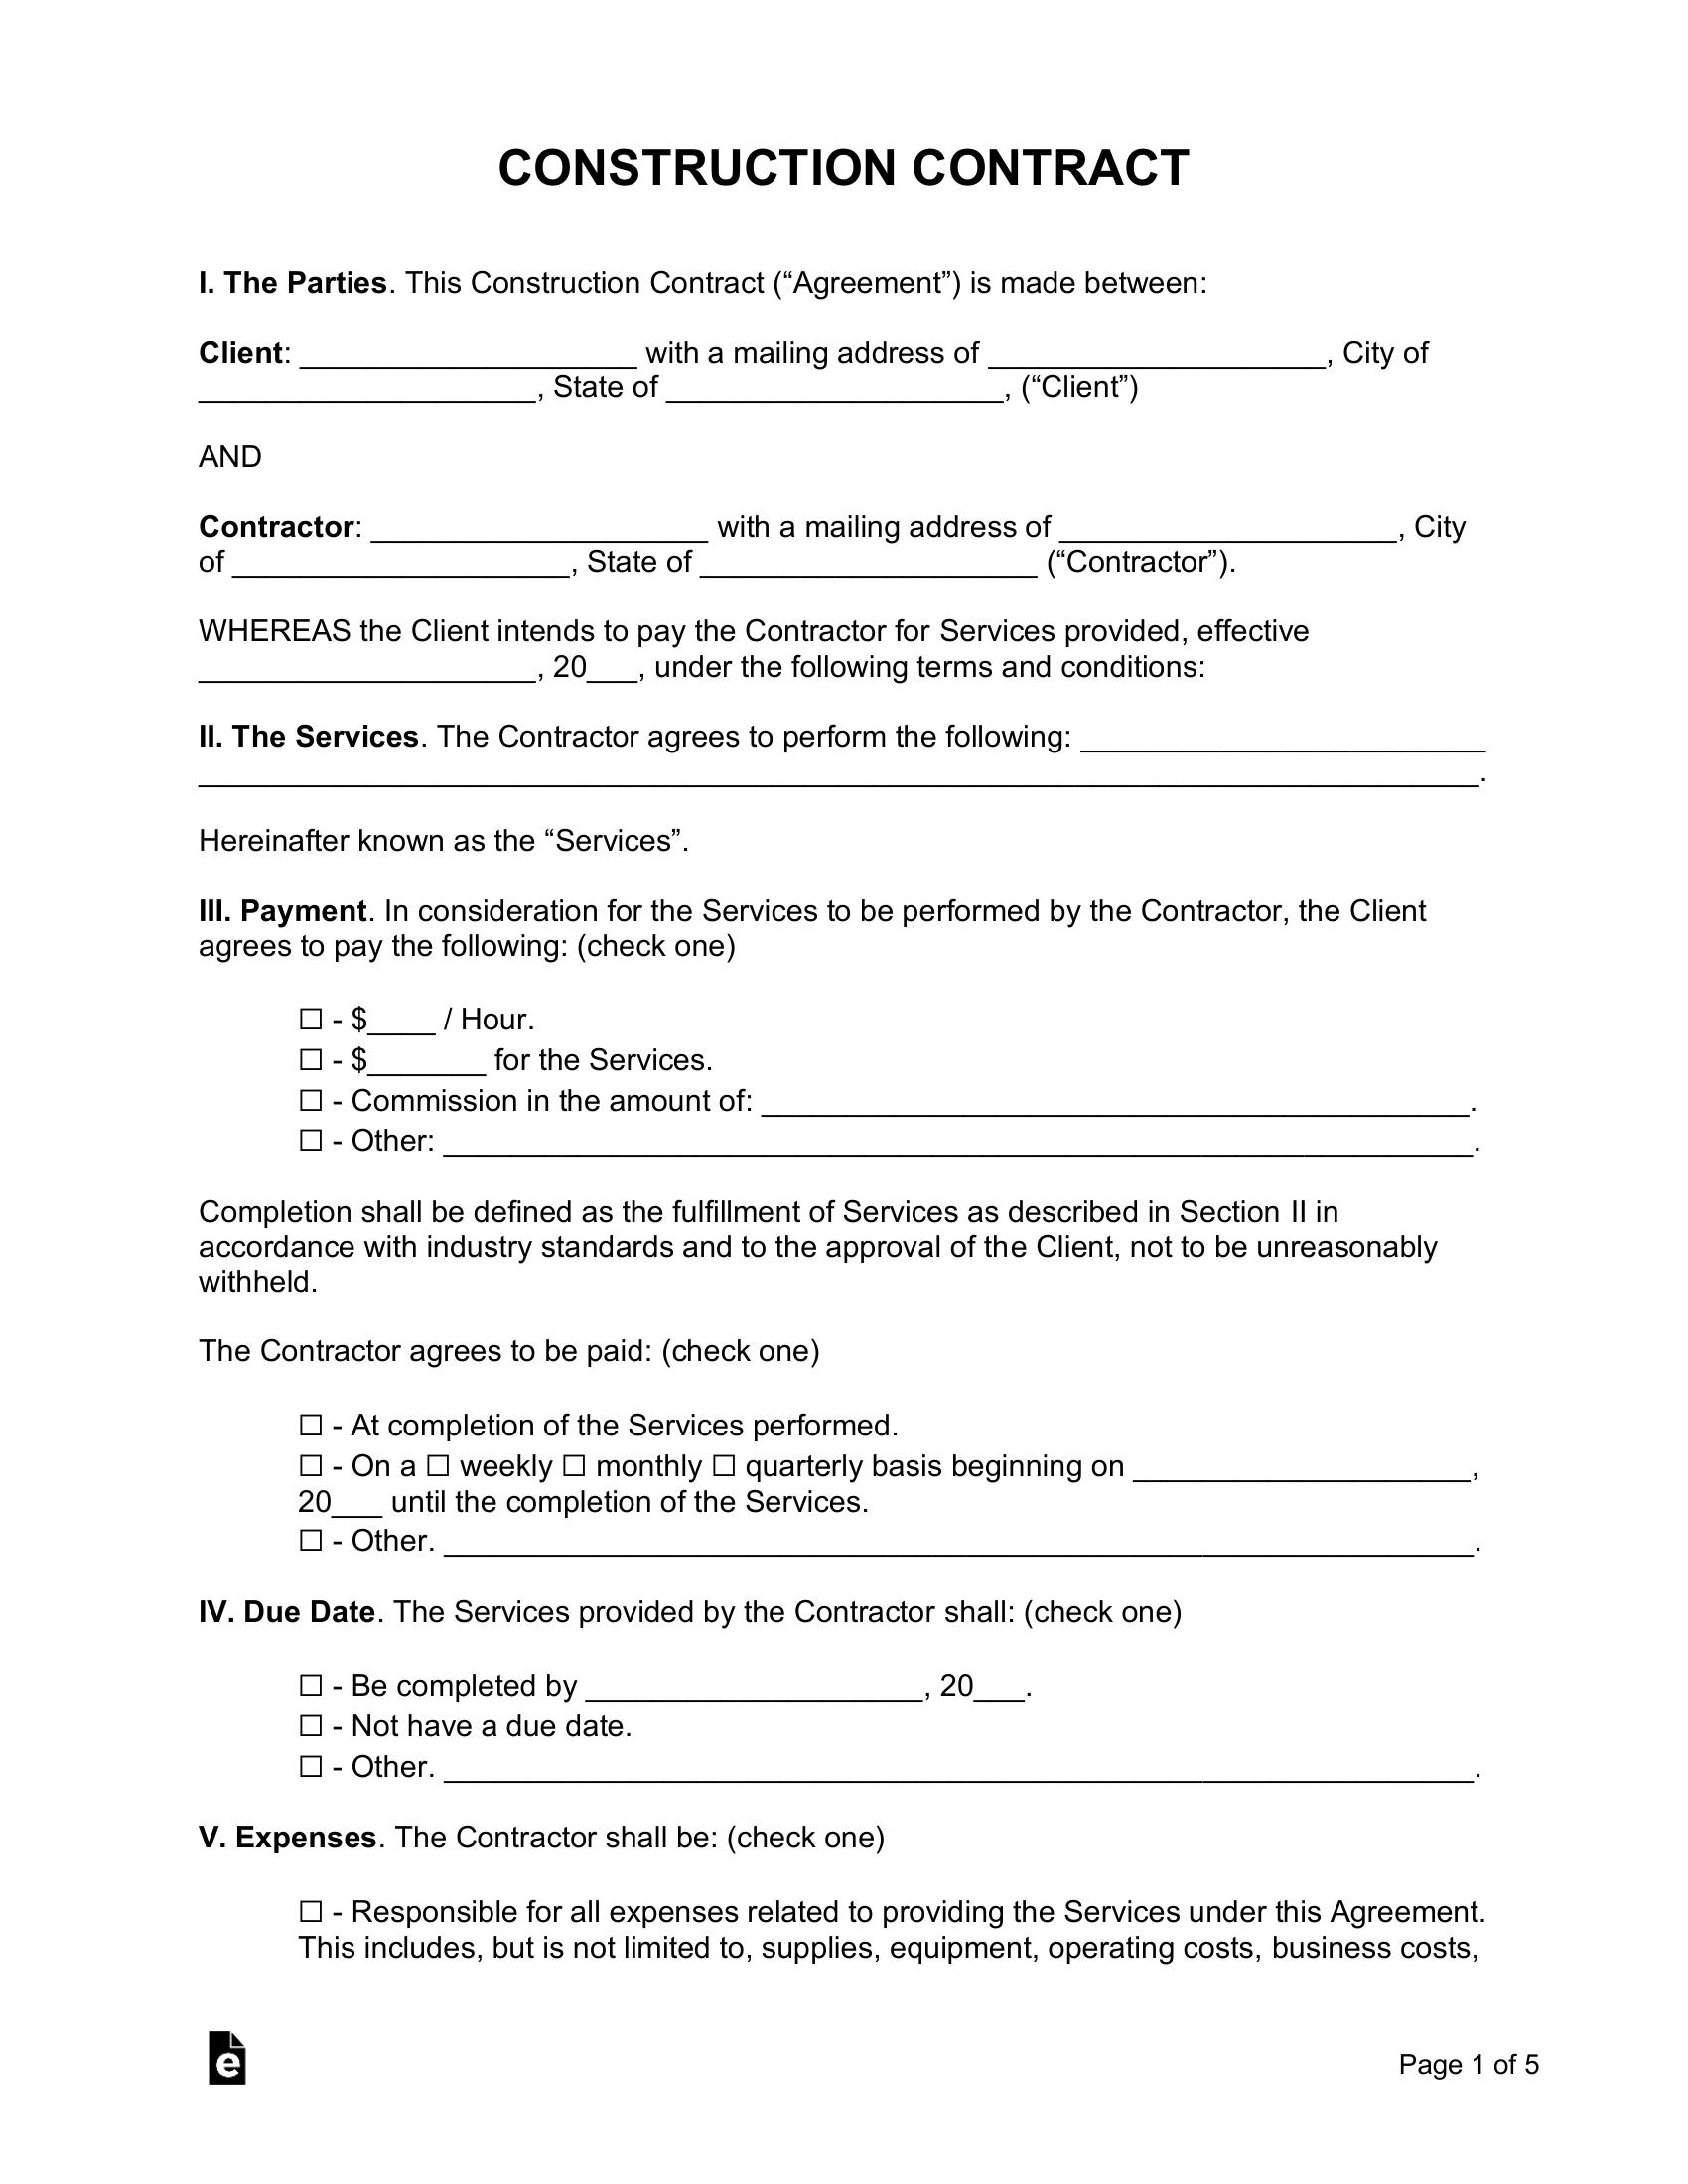 CONSTRUCTION CONTRACT
I. The Parties. This Construction Contract (“Agreement”) is made between:
Client: ____________________ with a mailing address of ____________________, City of
____________________, State of ____________________, (“Client”)
AND
Contractor: ____________________ with a mailing address of ____________________, City
of ____________________, State of ____________________ (“Contractor”).
WHEREAS the Client intends to pay the Contractor for Services provided, effective
____________________, 20___, under the following terms and conditions:
II. The Services. The Contractor agrees to perform the following: ________________________
____________________________________________________________________________.
Hereinafter known as the “Services”.
III. Payment. In consideration for the Services to be performed by the Contractor, the Client
agrees to pay the following: (check one)
☐ - $____ / Hour.
☐ - $_______ for the Services.
☐ - Commission in the amount of: __________________________________________.
☐ - Other: _____________________________________________________________.
Completion shall be defined as the fulfillment of Services as described in Section II in
accordance with industry standards and to the approval of the Client, not to be unreasonably
withheld.
The Contractor agrees to be paid: (check one)
☐ - At completion of the Services performed.
☐ - On a ☐ weekly ☐ monthly ☐ quarterly basis beginning on ____________________,
20___ until the completion of the Services.
☐ - Other. _____________________________________________________________.
IV. Due Date. The Services provided by the Contractor shall: (check one)
☐ - Be completed by ____________________, 20___.
☐ - Not have a due date.
☐ - Other. _____________________________________________________________.
V. Expenses. The Contractor shall be: (check one)
☐ - Responsible for all expenses related to providing the Services under this Agreement.
This includes, but is not limited to, supplies, equipment, operating costs, business costs,
e
Page 1 of 5